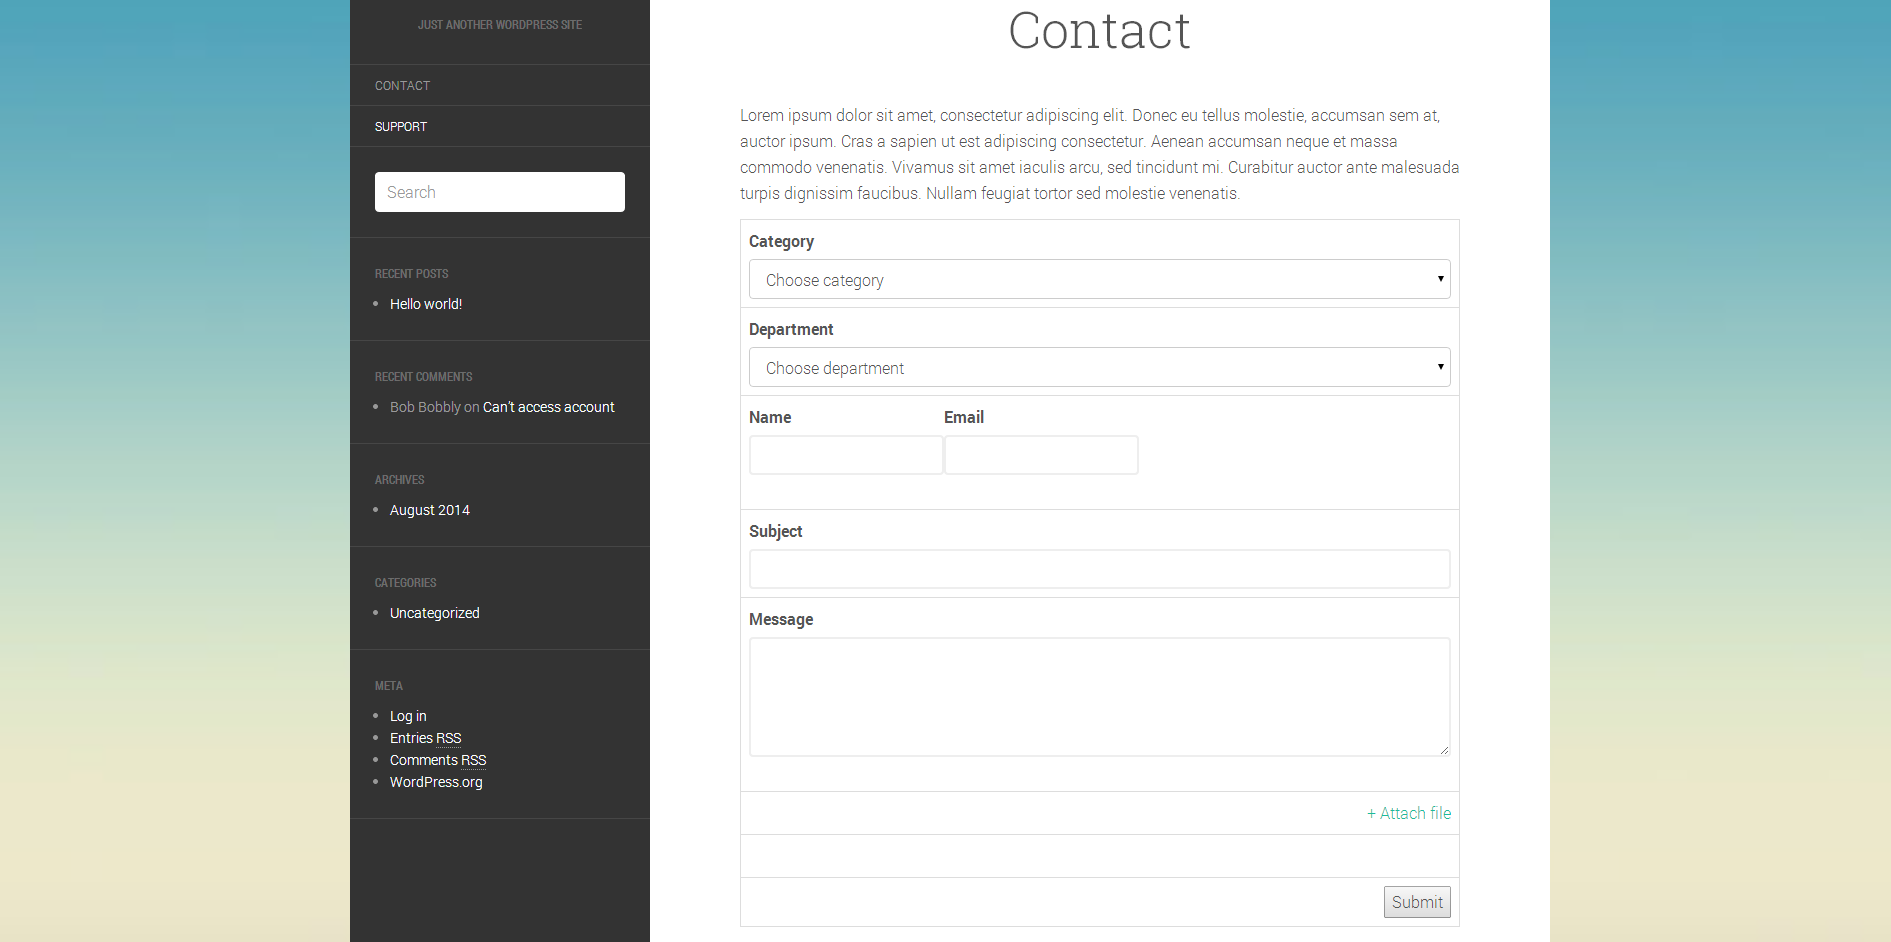 JUST ANOTHER WORDPRESS SITE
CONTACT
SUPPORT
Search
RECENT POSTS
Hello world!
RECENT COMMENTS
Bob Bobbly on Can't access account
ARCHIVES
August 2014
CATEGORIES
Uncategorized
META
Log in
Entries RSS
Comments RSS
WordPress.org
Contact
Lorem ipsum dolor sit amet, consectetur adipiscing elit. Donec eu tellus molestie, accumsan sem at,
auctor ipsum. Cras a sapien ut est adipiscing consectetur. Aenean accumsan neque et massa
commodo venenatis. Vivamus sit amet iaculis arcu, sed tincidunt mi. Curabitur auctor ante malesuada
turpis dignissim faucibus. Nullam feugiat tortor sed molestie venenatis.
Category
Choose category
Department
Choose department
Name Email
Subject
Message
+ Attach file
Submit